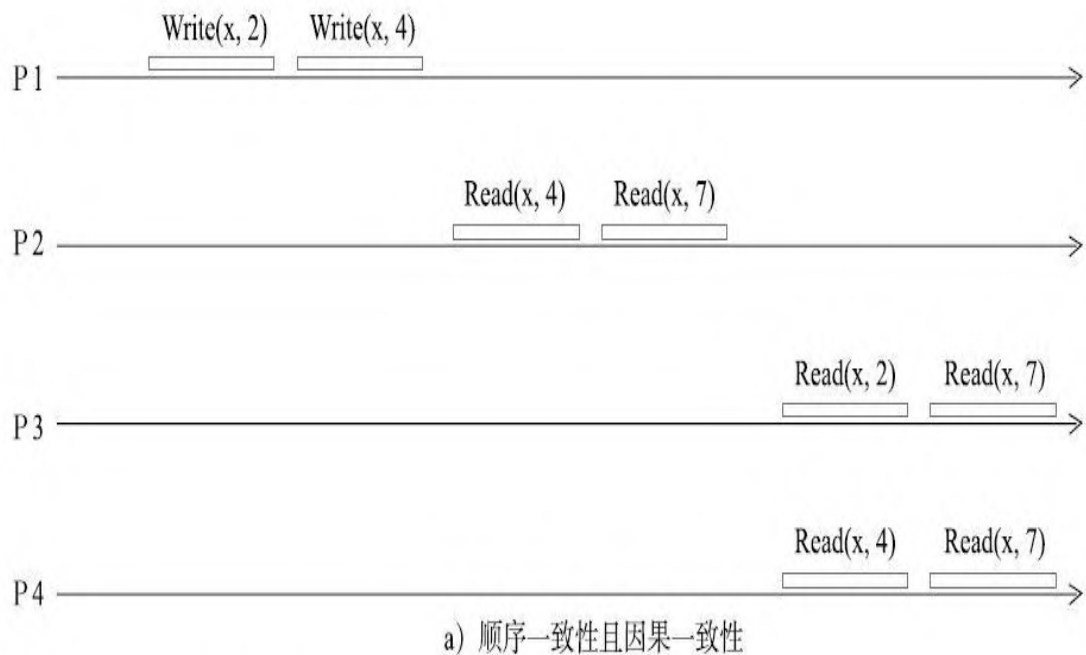 Write(x, 2) Write(x, 4)
P1
Read(x, 4) Read(x, 7)
P2
Read(x, 2) Read(x, 7)
P3
Read(x, 4) Read(x, 7)
P4
a）顺序一致性且因果一致性